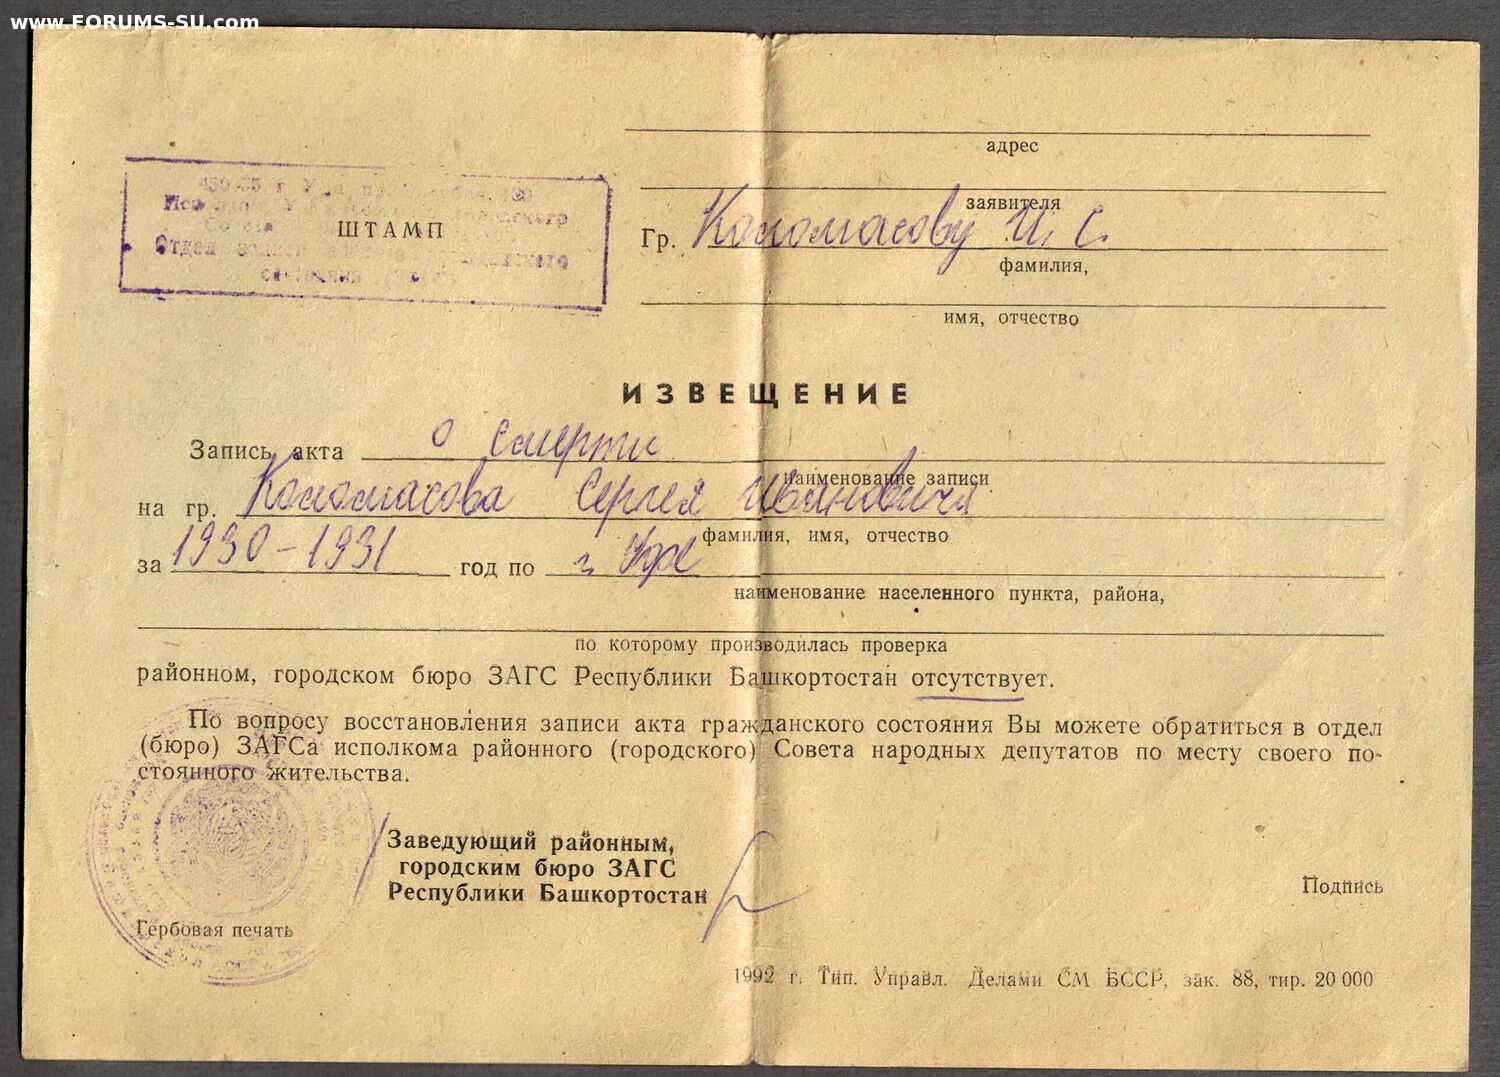 www.FORUMS-SU.com
адрес
заявителя
ШТАМП
Отдел
Гр. Коломасову И. С.
фамилия,
имя, отчество
ИЗВЕЩЕНИЕ
Запись акта о смерти
наименование записи
на гр. Коломасова Сергея Ивановича
фамилия, имя, отчество
за 1930-1931 год по г. Уфе
наименование населенного пункта, района,
по которому производилась проверка
районном, городском бюро ЗАГС Республики Башкортостан отсутствует.
По вопросу восстановления записи акта гражданского состояния Вы можете обратиться в отдел
(бюро) ЗАГСа исполкома районного (городского) Совета народных депутатов по месту своего по-
стоянного жительства.
Заведующий районным,
городским бюро ЗАГС
Республики Башкортостан
Подпись
Гербовая печать
1992 г. Тип. Управл. Делами СМ БССР, зак. 88, тир. 20 000